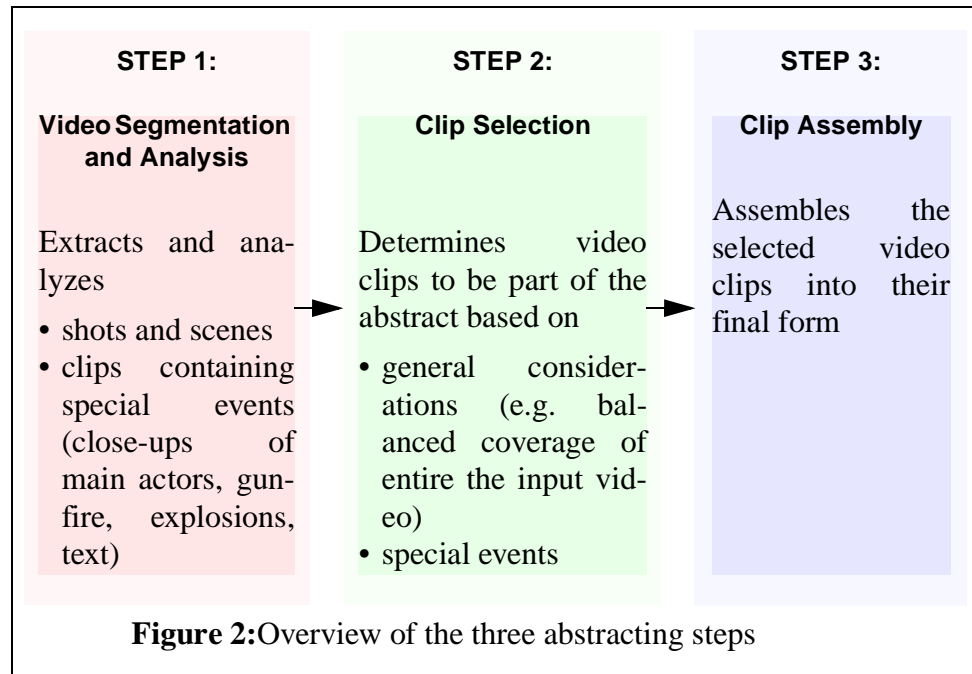 STEP 1:
Video Segmentation
and Analysis
Extracts and ana-
lyzes
• shots and scenes
• clips containing
special events
(close-ups of
main actors, gun-
fire, explosions,
text)
STEP 2:
Clip Selection
Determines video
clips to be part of the
abstract based on
• general consider-
ations (e.g. bal-
anced coverage of
entire the input vid-
eo)
• special events
STEP 3:
Clip Assembly
Assembles the
selected video
clips into their
final form
Figure 2:Overview of the three abstracting steps